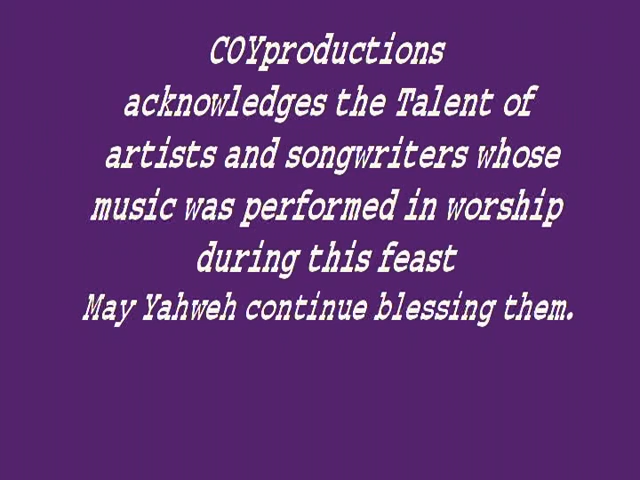 COYproductions
acknowledges the Talent of
artists and songwriters whose
music was performed in worship
during this feast
May Yahweh continue blessing them.